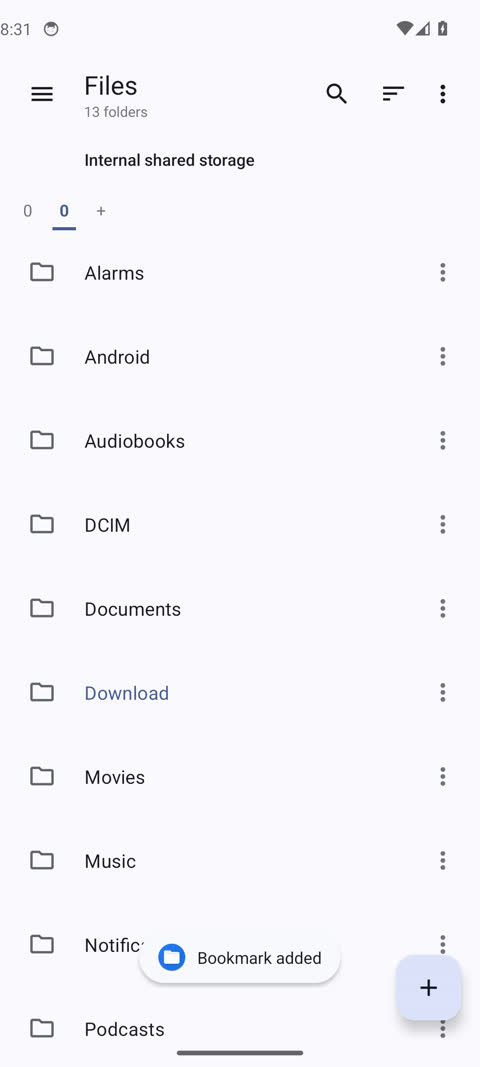 8:31
Files
13 folders
Internal shared storage
0 0 +
Alarms
Android
Audiobooks
DCIM
Documents
Download
Movies
Music
Bookmark added
Podcasts